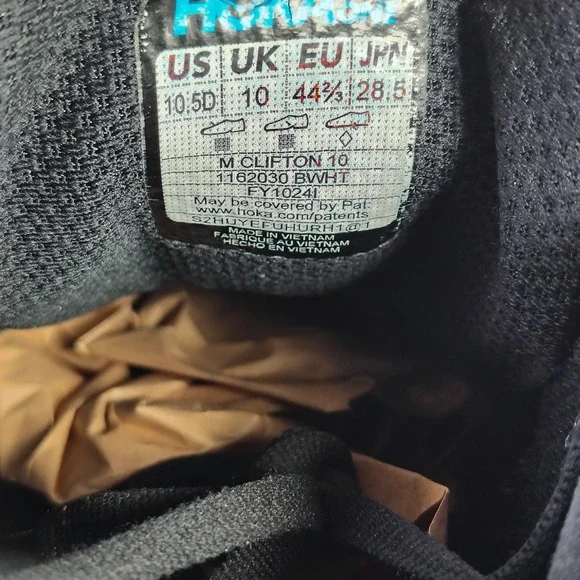 US UK EU JPN
10.5D 10 44⅔ 28.5
M CLIFTON 10
1162030 BWHT
FY1024I
May be covered by Pat:
www.hoka.com/patents
MADE IN VIETNAM
FABRIQUÉ AU VIETNAM
HECHO EN VIETNAM